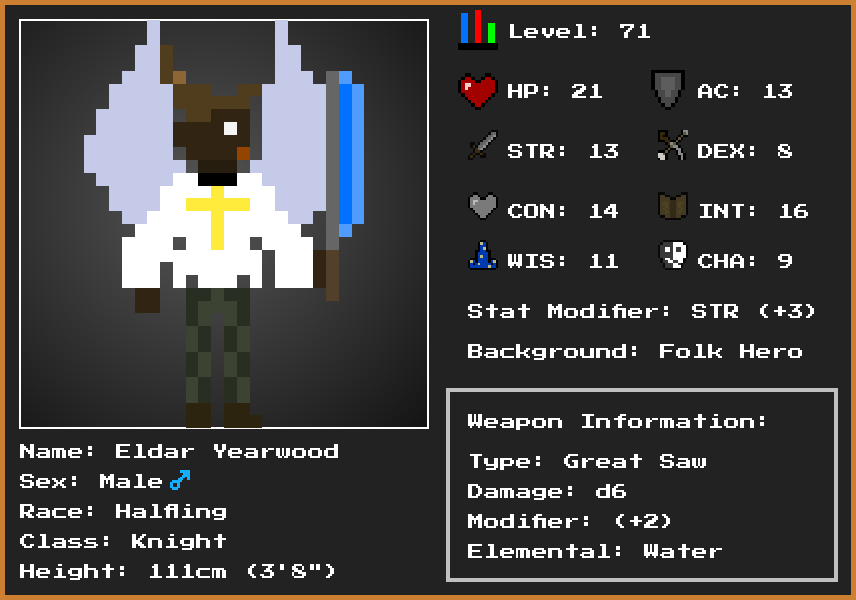 Level: 71
HP: 21
AC: 13
STR: 13
DEX: 8
CON: 14
INT: 16
WIS: 11
CHA: 9
Stat Modifier: STR (+3)
Background: Folk Hero
Weapon Information:
Type: Great Saw
Damage: d6
Modifier: (+2)
Elemental: Water
Name: Eldar Yearwood
Sex: Male♂
Race: Halfling
Class: Knight
Height: 111cm (3'8")